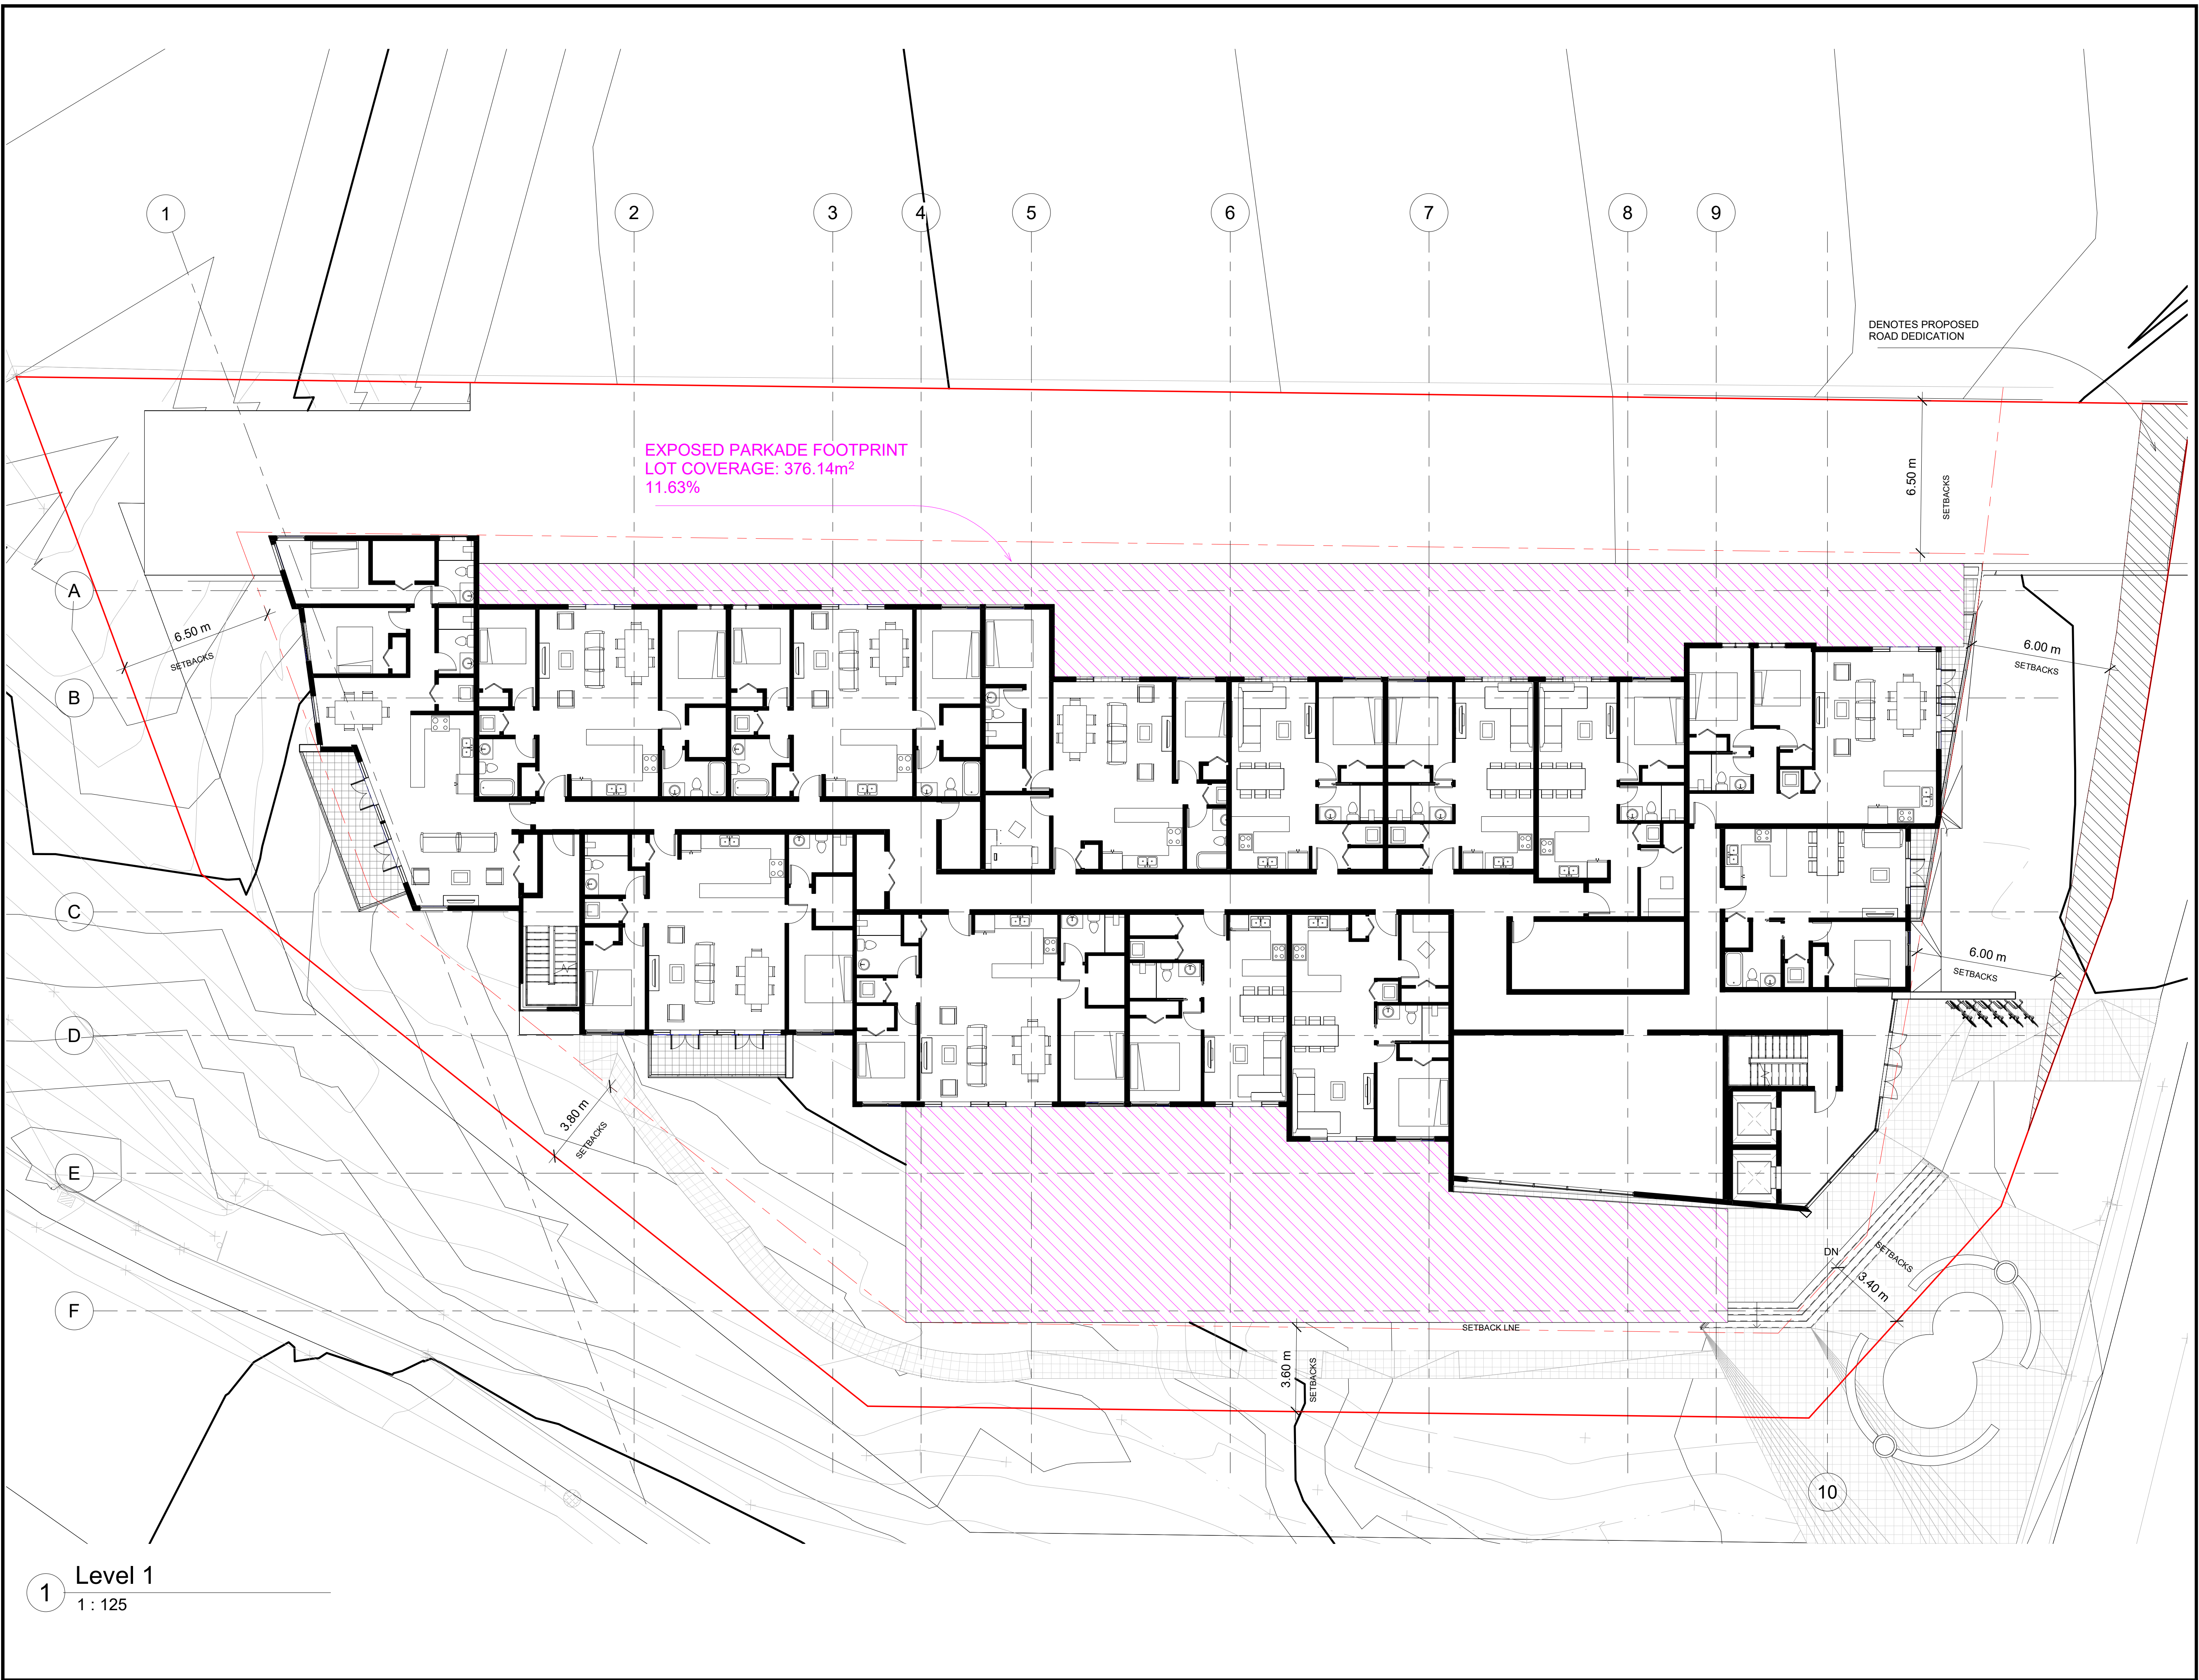 1
2
3
4
5
6
7
8
9
DENOTES PROPOSED
ROAD DEDICATION
EXPOSED PARKADE FOOTPRINT
LOT COVERAGE: 376.14m²
11.63%
6.50 m
SETBACKS
A
6.50 m
SETBACKS
6.00 m
SETBACKS
B
C
6.00 m
SETBACKS
D
3.80 m
SETBACKS
E
DN
SETBACKS
3.40 m
F
SETBACK LNE
3.60 m
SETBACKS
10
1
Level 1
1 : 125